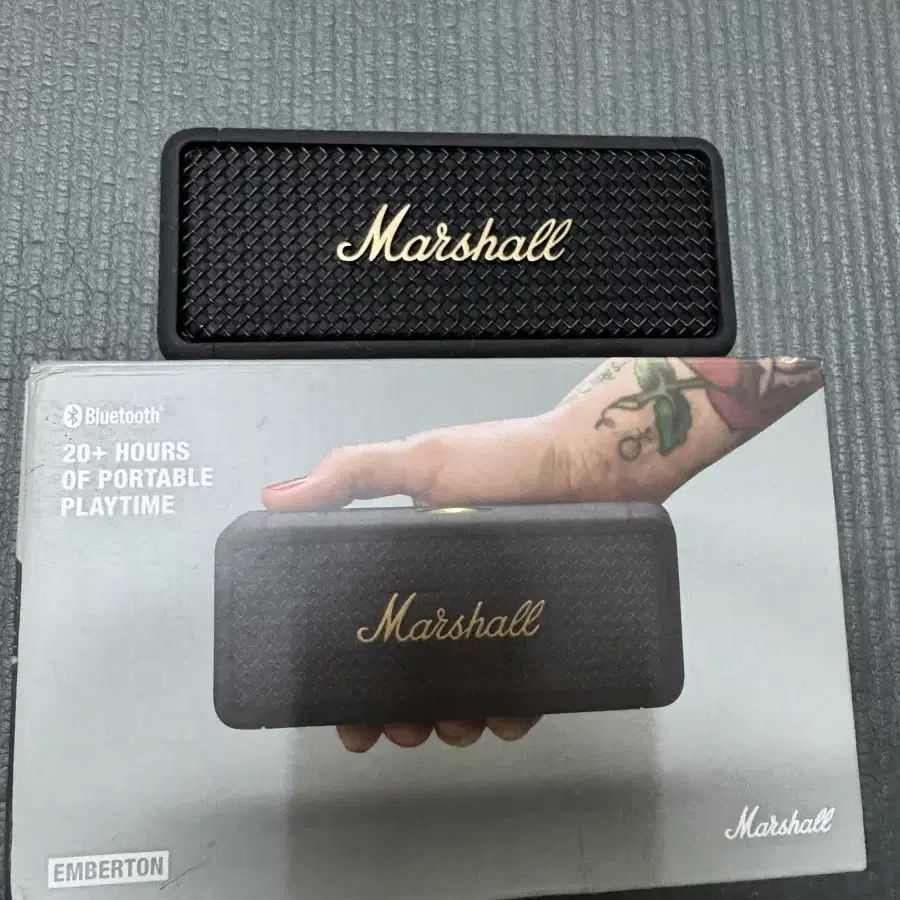 Marshall
Bluetooth
20+ HOURS
OF PORTABLE
PLAYTIME
Marshall
Marshall
EMBERTON